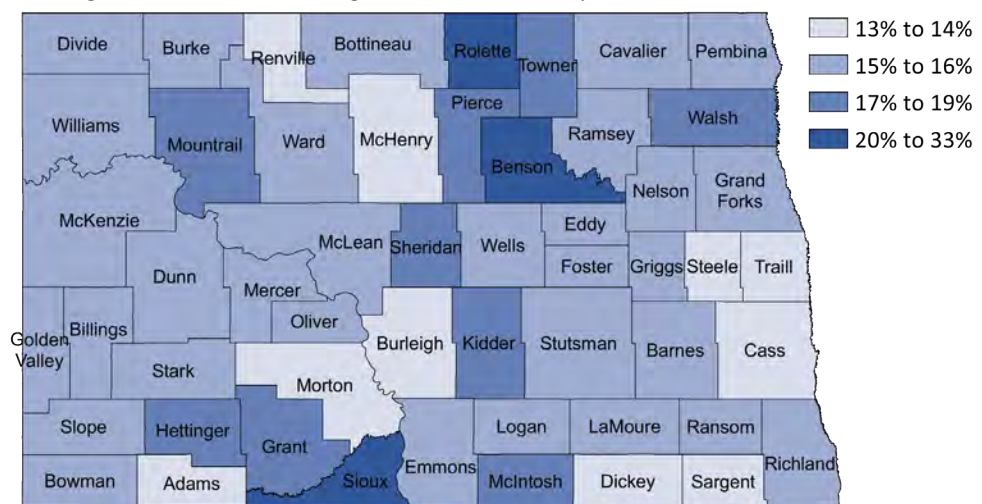 Divide
Burke
Renville
Bottineau
Rolette
Towner
Cavalier
Pembina
13% to 14%
15% to 16%
17% to 19%
20% to 33%
Williams
Mountrail
Ward
McHenry
Pierce
Benson
Ramsey
Walsh
Nelson
Grand
Forks
McKenzie
McLean
Sheridan
Wells
Eddy
Foster
Griggs
Steele
Traill
Dunn
Mercer
Oliver
Golden
Valley
Billings
Stark
Morton
Burleigh
Kidder
Stutsman
Barnes
Cass
Slope
Hettinger
Grant
Logan
LaMoure
Ransom
Richland
Bowman
Adams
Sioux
Emmons
McIntosh
Dickey
Sargent